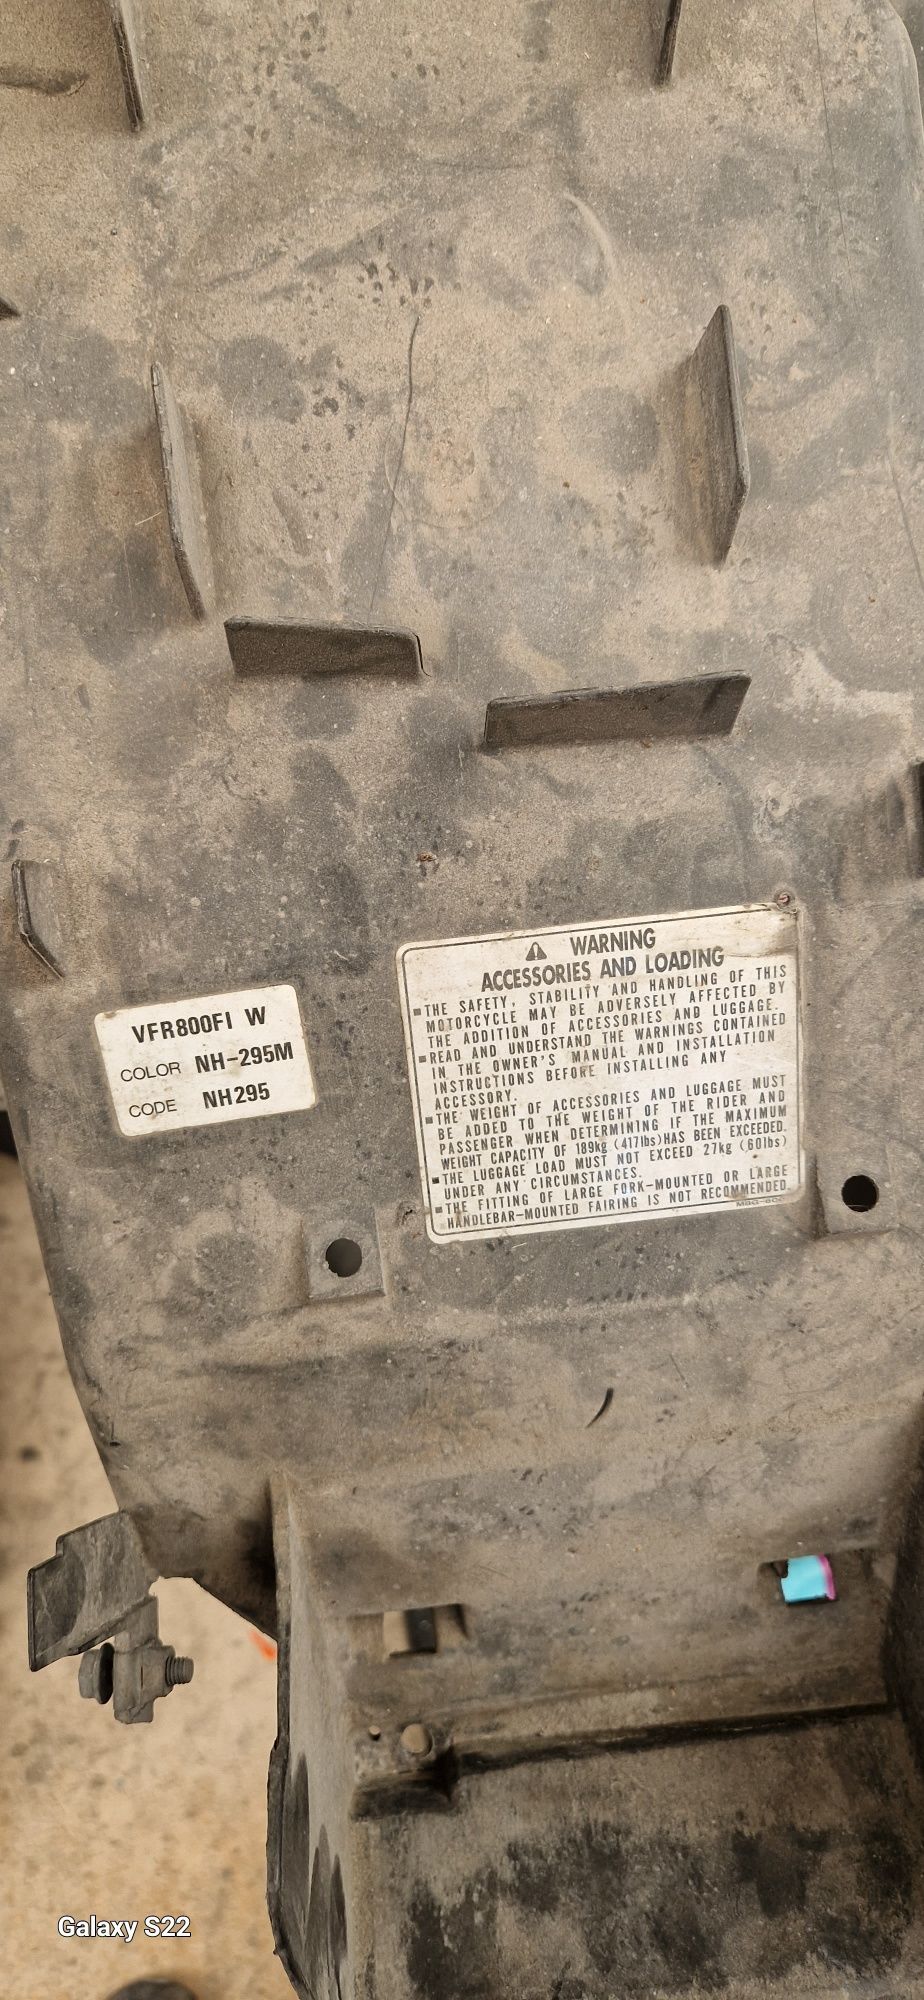 VFR800FI W
COLOR NH-295M
CODE NH295
WARNING
ACCESSORIES AND LOADING
■THE SAFETY, STABILITY AND HANDLING OF THIS
MOTORCYCLE MAY BE ADVERSELY AFFECTED BY
THE ADDITION OF ACCESSORIES AND LUGGAGE.
■READ AND UNDERSTAND THE WARNINGS CONTAINED
IN THE OWNER'S MANUAL AND INSTALLATION
INSTRUCTIONS BEFORE INSTALLING ANY
ACCESSORY.
■THE WEIGHT OF ACCESSORIES AND LUGGAGE MUST
BE ADDED TO THE WEIGHT OF THE RIDER AND
PASSENGER WHEN DETERMINING IF THE MAXIMUM
WEIGHT CAPACITY OF 189kg (417lbs)HAS BEEN EXCEEDED.
■THE LUGGAGE LOAD MUST NOT EXCEED 27kg (60lbs)
UNDER ANY CIRCUMSTANCES.
■THE FITTING OF LARGE FORK-MOUNTED OR LARGE
HANDLEBAR-MOUNTED FAIRING IS NOT RECOMMENDED.
Galaxy S22